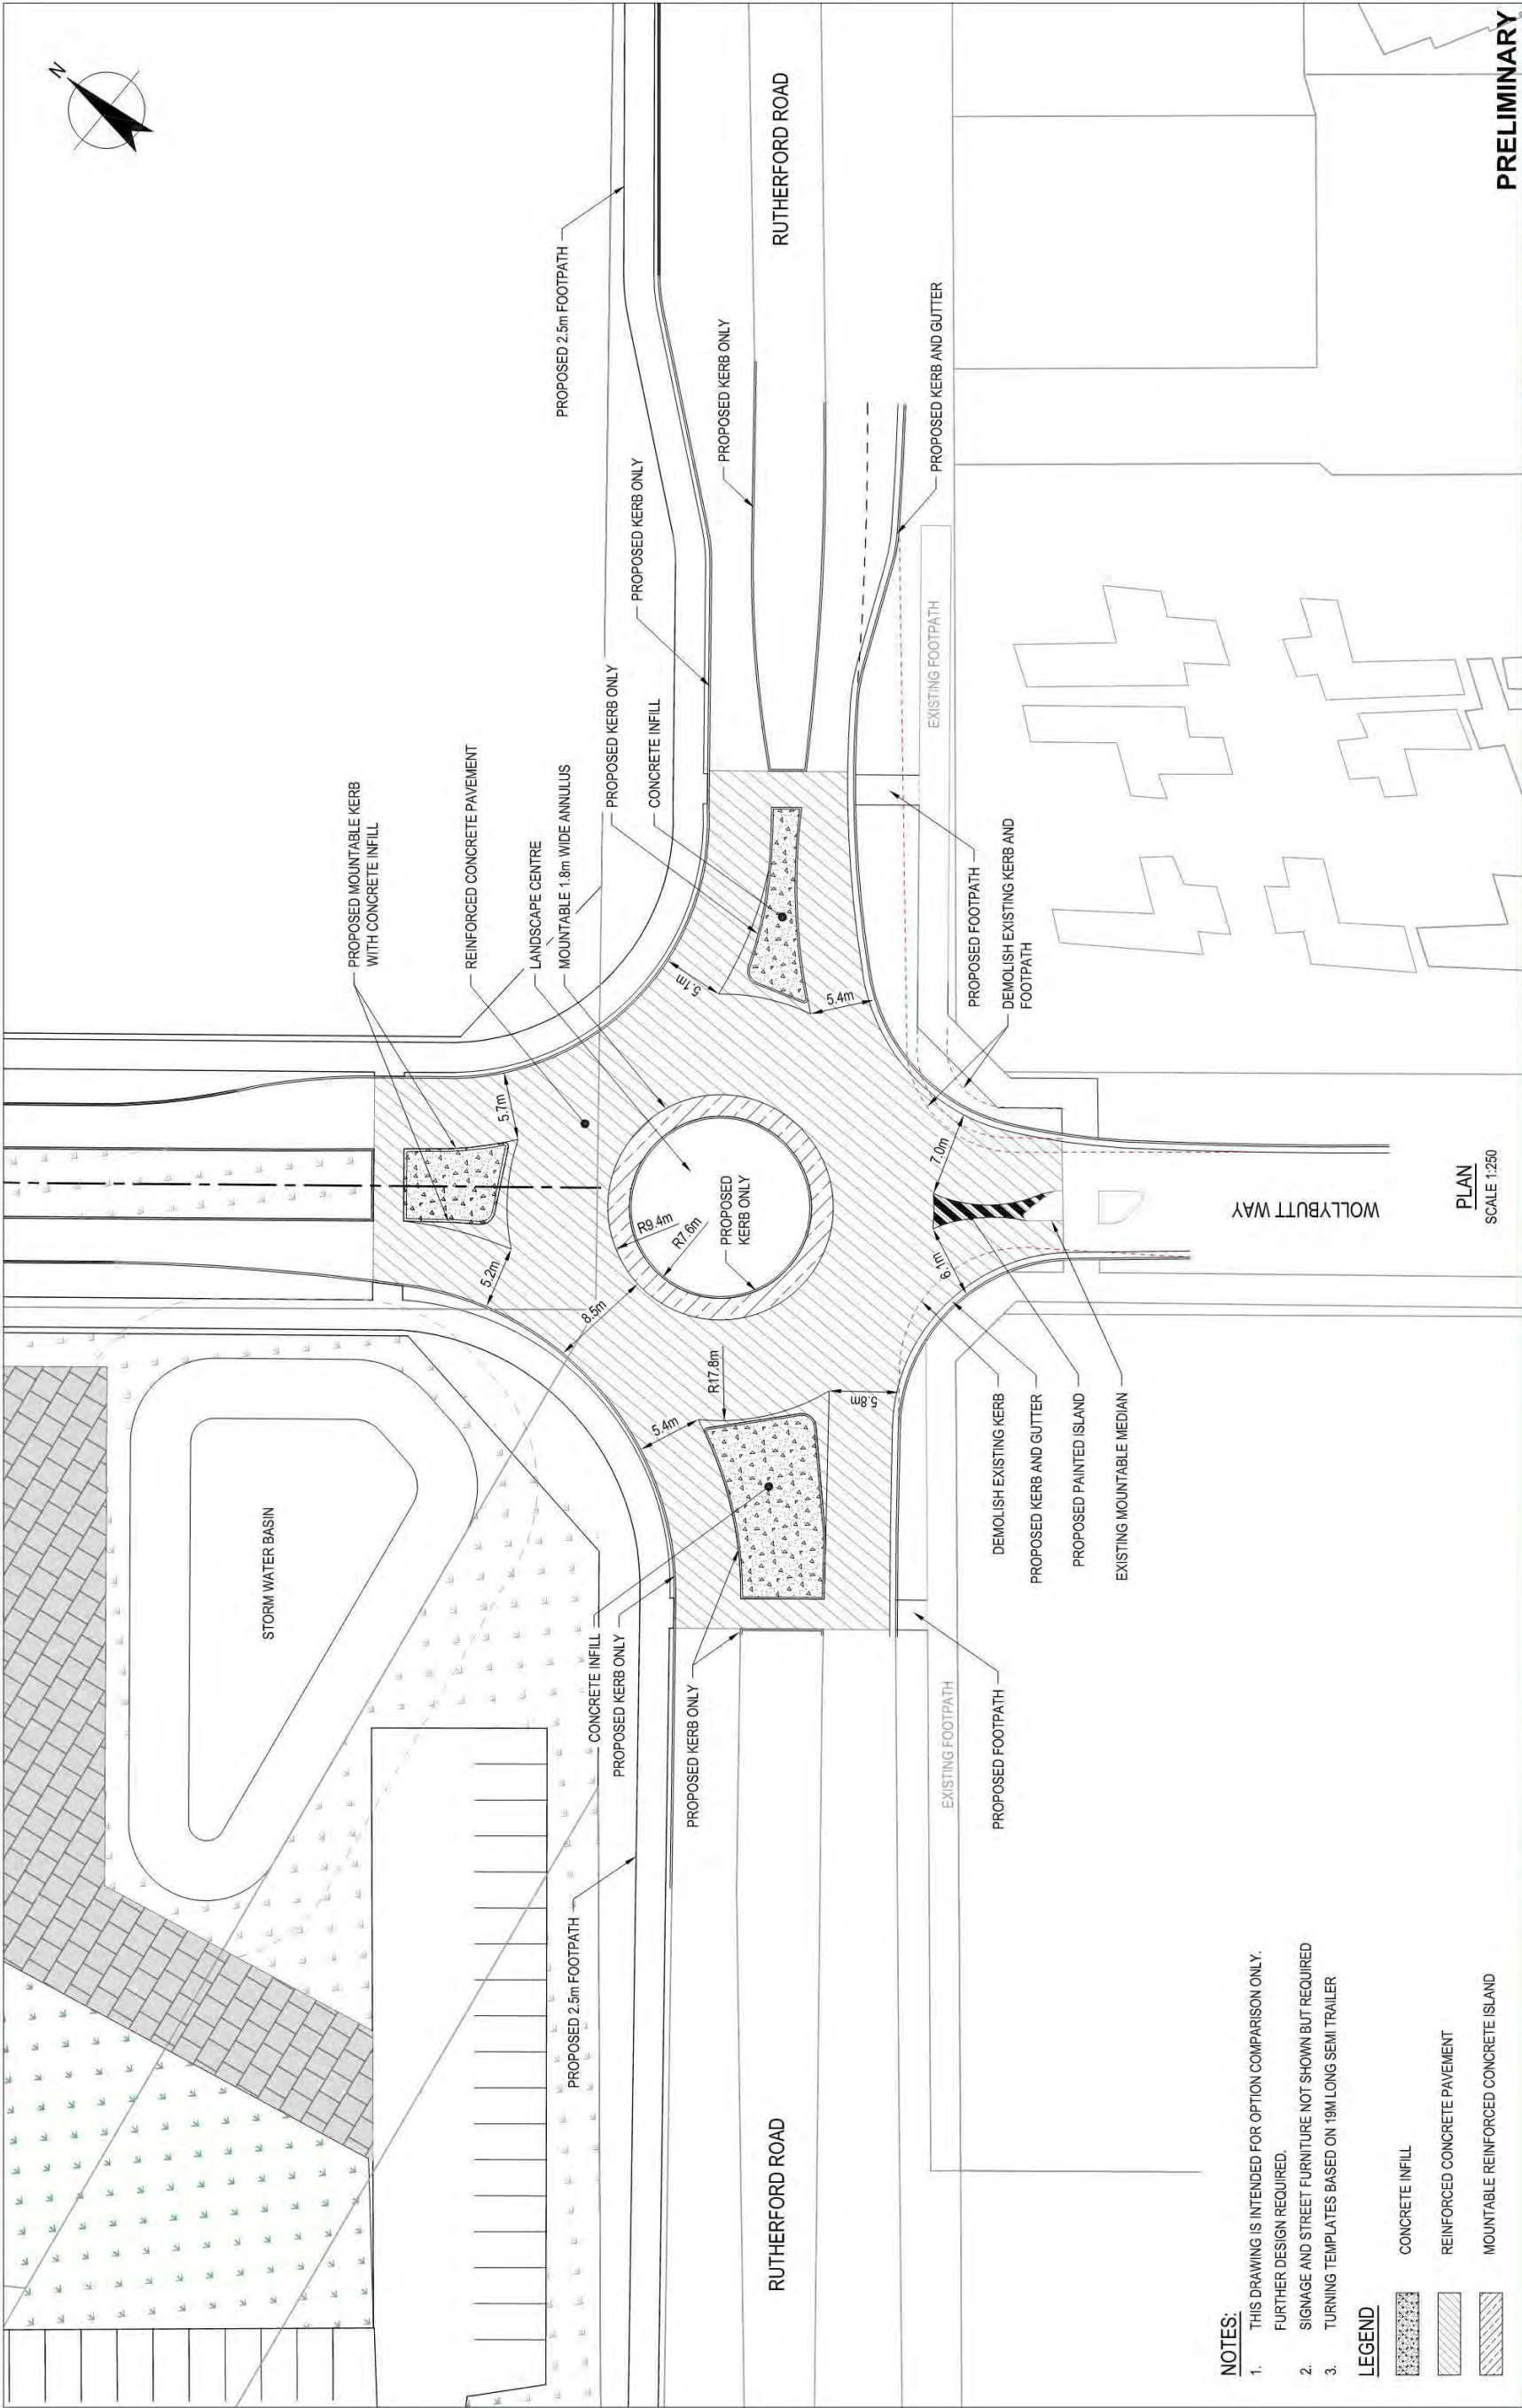 N
PRELIMINARY
STORM WATER BASIN
PROPOSED MOUNTABLE KERB
WITH CONCRETE INFILL
REINFORCED CONCRETE PAVEMENT
LANDSCAPE CENTRE
MOUNTABLE 1.8m WIDE ANNULUS
PROPOSED KERB ONLY
CONCRETE INFILL
PROPOSED KERB ONLY
PROPOSED 2.5m FOOTPATH
PROPOSED KERB ONLY
RUTHERFORD ROAD
PROPOSED KERB AND GUTTER
EXISTING FOOTPATH
PROPOSED FOOTPATH
DEMOLISH EXISTING KERB AND
FOOTPATH
5.7m
5.2m
8.5m
5.1m
5.4m
R9.4m
R7.6m
PROPOSED
KERB ONLY
R17.8m
5.4m
5.8m
6.1m
7.0m
PROPOSED 2.5m FOOTPATH
CONCRETE INFILL
PROPOSED KERB ONLY
PROPOSED KERB ONLY
RUTHERFORD ROAD
EXISTING FOOTPATH
PROPOSED FOOTPATH
DEMOLISH EXISTING KERB
PROPOSED KERB AND GUTTER
PROPOSED PAINTED ISLAND
EXISTING MOUNTABLE MEDIAN
WOLLYBUTT WAY
PLAN
SCALE 1:250
NOTES:
1. THIS DRAWING IS INTENDED FOR OPTION COMPARISON ONLY.
FURTHER DESIGN REQUIRED.
2. SIGNAGE AND STREET FURNITURE NOT SHOWN BUT REQUIRED
3. TURNING TEMPLATES BASED ON 19M LONG SEMI TRAILER
LEGEND
CONCRETE INFILL
REINFORCED CONCRETE PAVEMENT
MOUNTABLE REINFORCED CONCRETE ISLAND